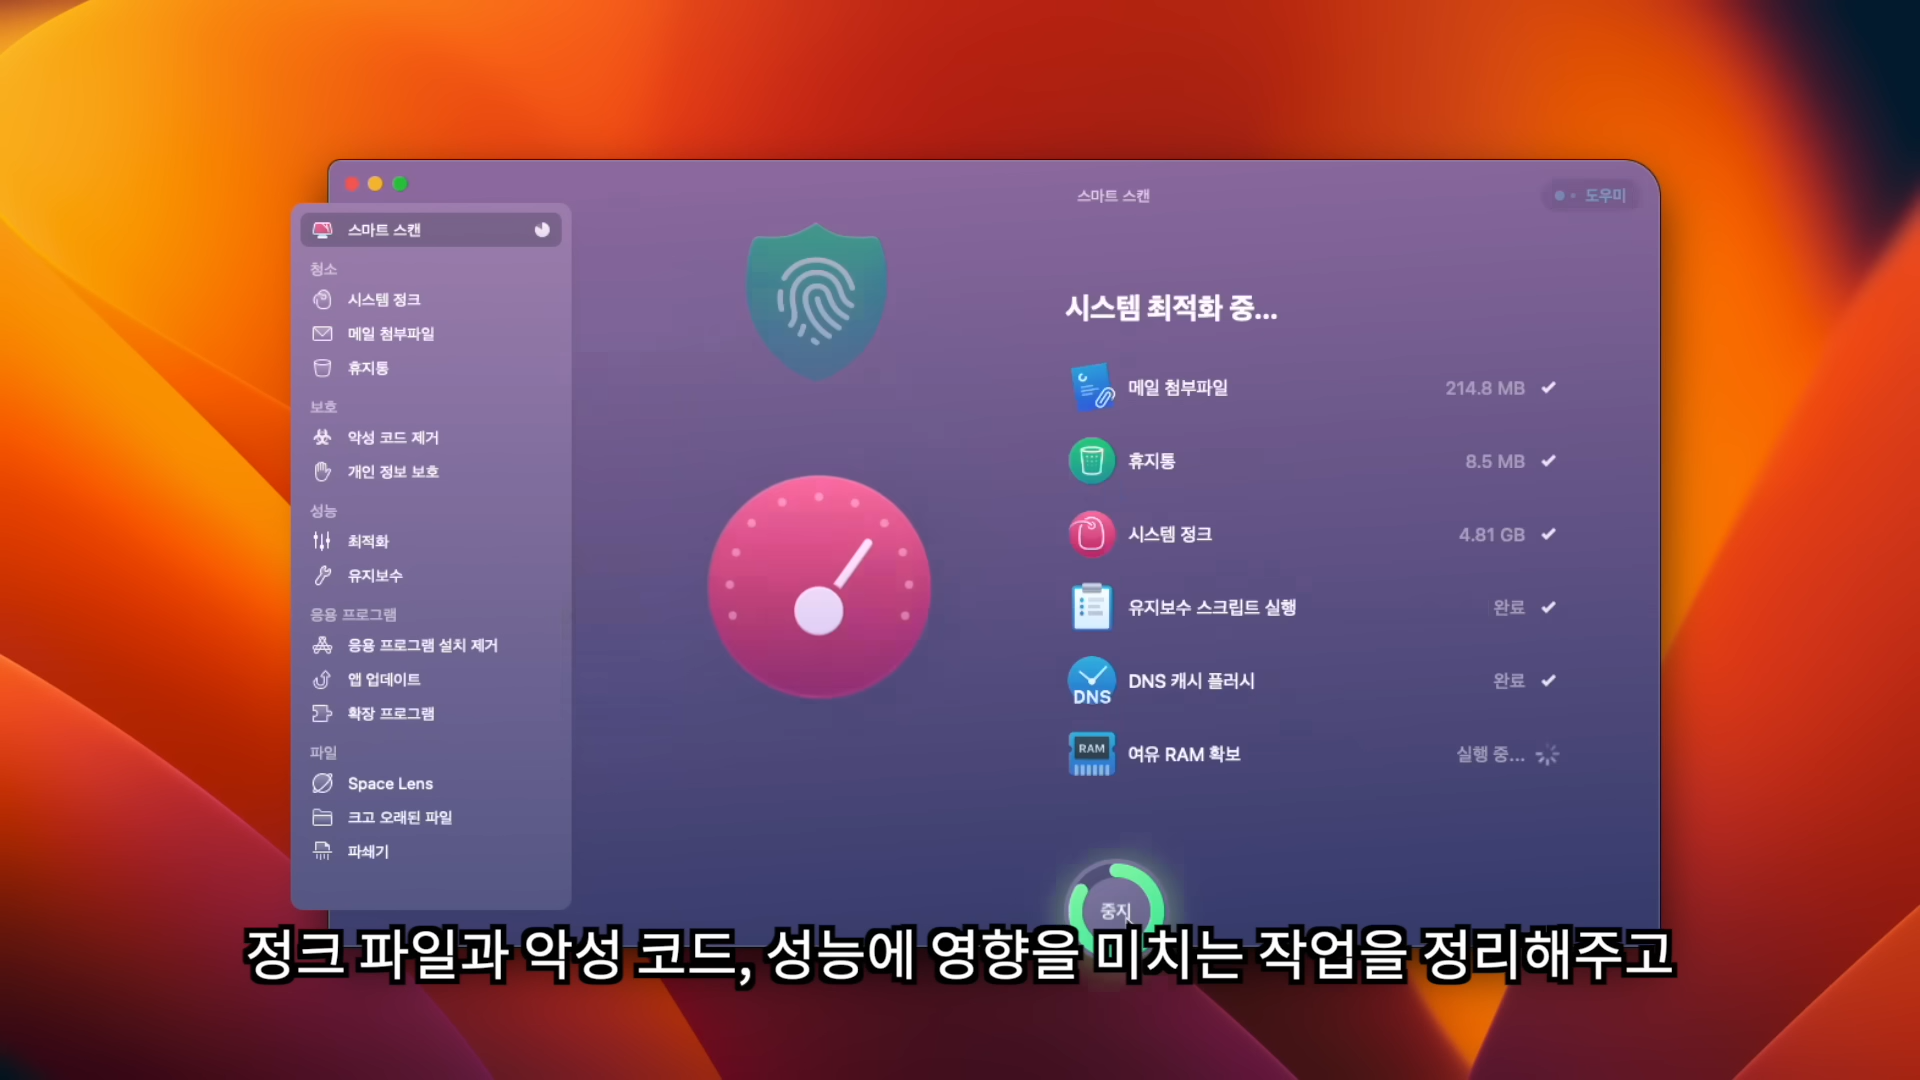 스마트 스캔
도우미
스마트 스캔
청소
시스템 정크
메일 첨부파일
휴지통
보호
악성 코드 제거
개인 정보 보호
성능
최적화
유지보수
응용 프로그램
응용 프로그램 설치 제거
앱 업데이트
확장 프로그램
파일
Space Lens
크고 오래된 파일
파쇄기
시스템 최적화 중...
메일 첨부파일 214.8 MB
휴지통 8.5 MB
시스템 정크 4.81 GB
유지보수 스크립트 실행 완료
DNS
DNS 캐시 플러시 완료
RAM
여유 RAM 확보 실행 중...
중지
정크 파일과 악성 코드, 성능에 영향을 미치는 작업을 정리해주고